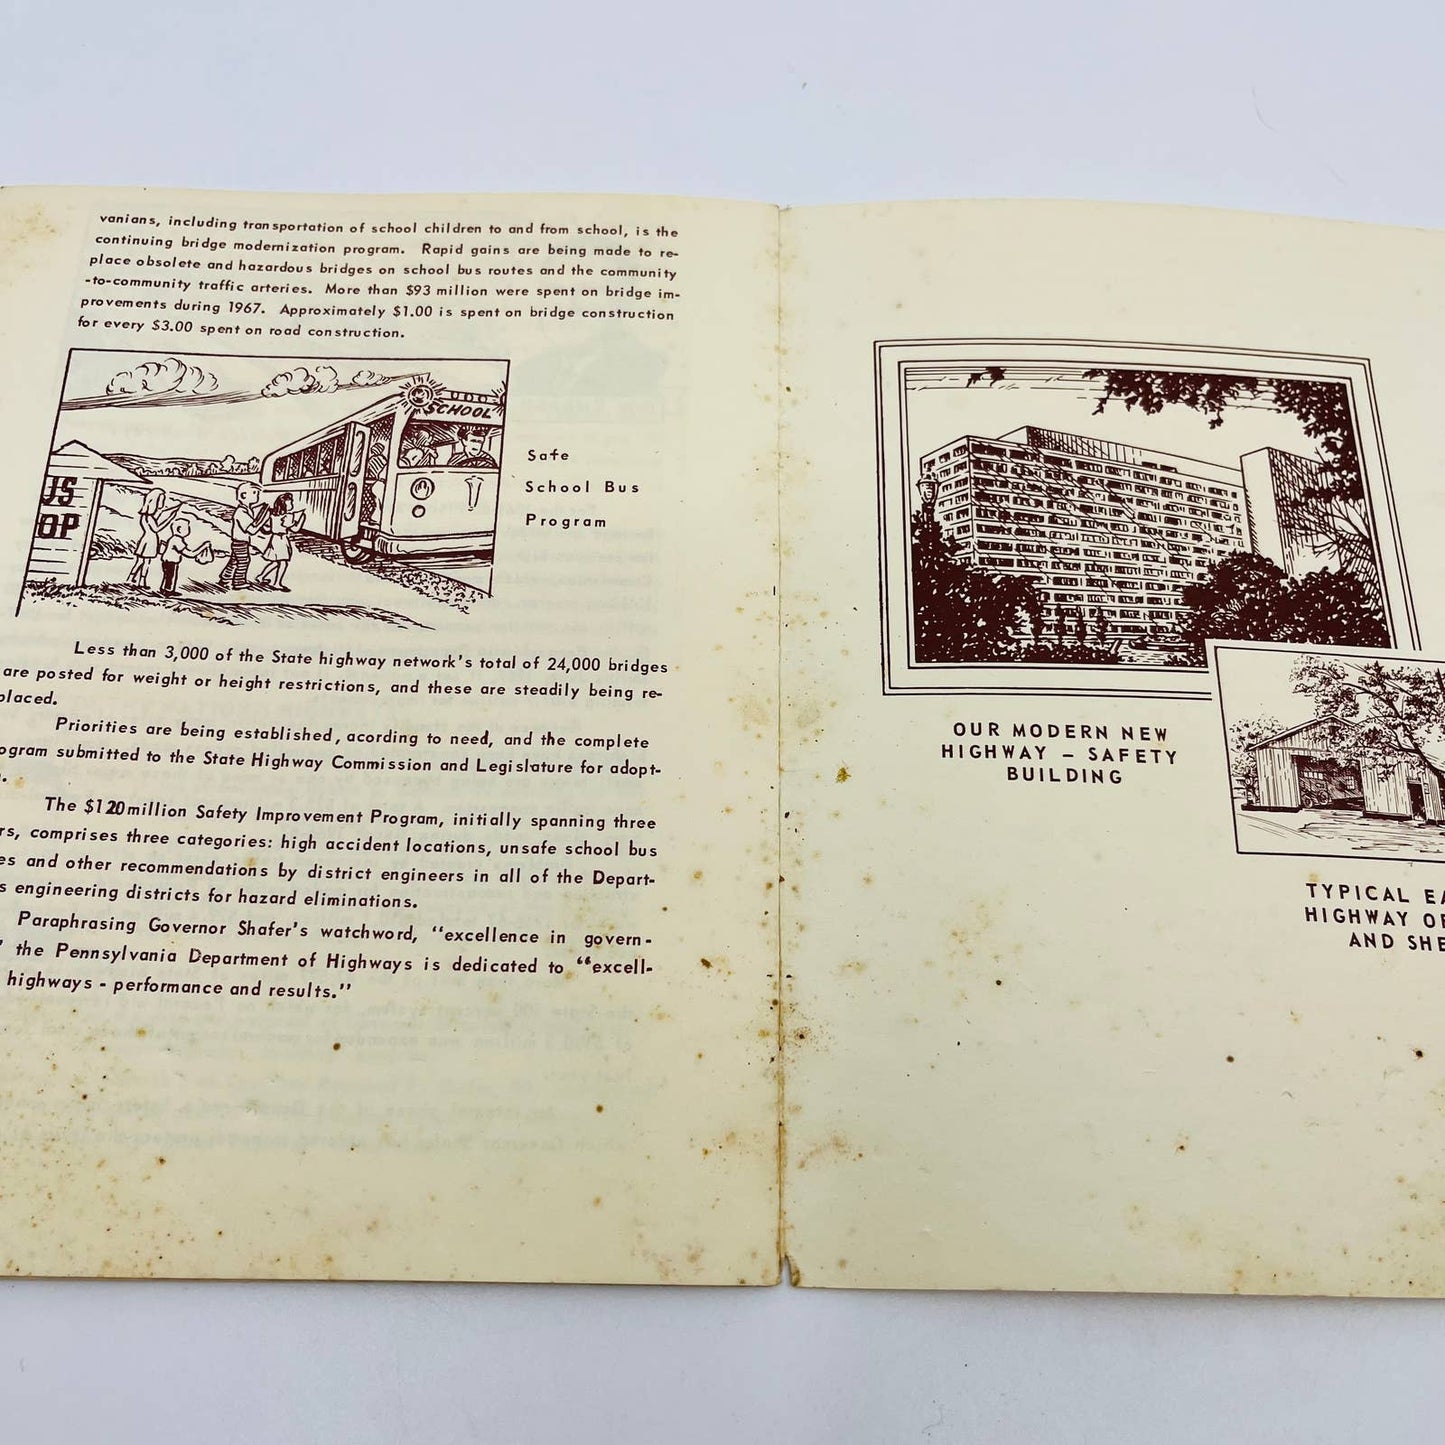 vanians, including transportation of school children to and from school, is the
continuing bridge modernization program. Rapid gains are being made to re-
place obsolete and hazardous bridges on school bus routes and the community
-to-community traffic arteries. More than $93 million were spent on bridge im-
provements during 1967. Approximately $1.00 is spent on bridge construction
for every $3.00 spent on road construction.
SCHOOL
US
OP
Safe
School Bus
Program
Less than 3,000 of the State highway network's total of 24,000 bridges
are posted for weight or height restrictions, and these are steadily being re-
placed.
Priorities are being established, acording to need, and the complete
ogram submitted to the State Highway Commission and Legislature for adopt-
The $120 million Safety Improvement Program, initially spanning three
rs, comprises three categories: high accident locations, unsafe school bus
es and other recommendations by district engineers in all of the Depart-
s engineering districts for hazard eliminations.
Paraphrasing Governor Shafer's watchword, "excellence in govern-
" the Pennsylvania Department of Highways is dedicated to "excell-
highways - performance and results."
OUR MODERN NEW
HIGHWAY - SAFETY
BUILDING
TYPICAL EA
HIGHWAY OF
AND SHE